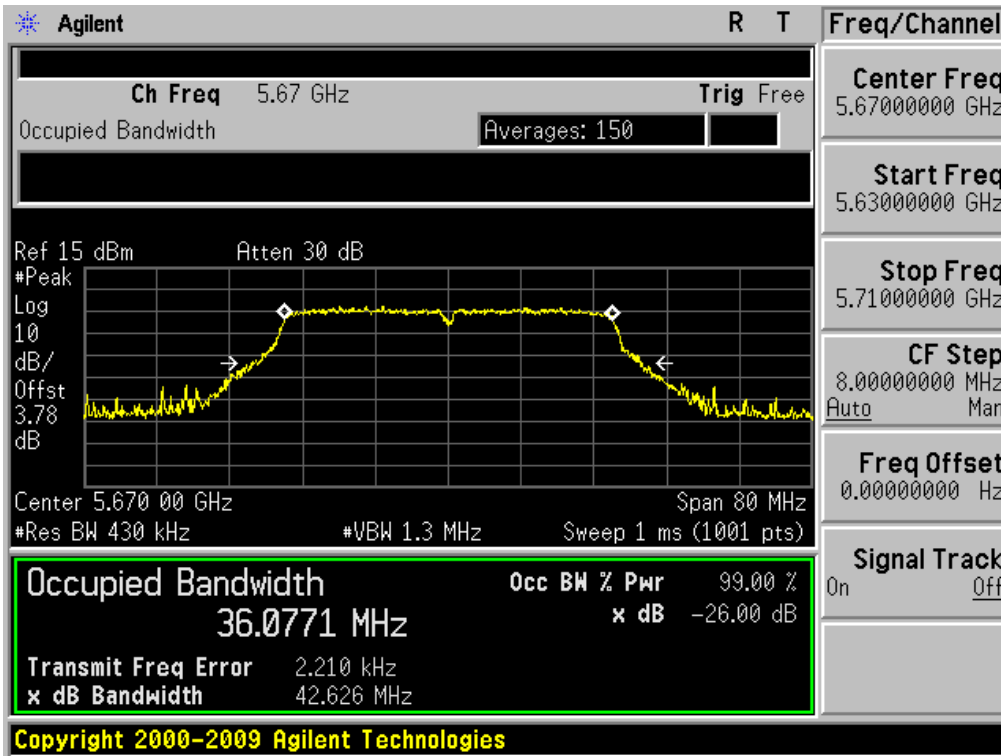 Agilent R T
Freq/Channel
Ch Freq 5.67 GHz Trig Free
Occupied Bandwidth Averages: 150
Ref 15 dBm Atten 30 dB
#Peak
Log
10
dB/
Offst
3.78
dB
Center 5.670 00 GHz Span 80 MHz
#Res BW 430 kHz #VBW 1.3 MHz Sweep 1 ms (1001 pts)
Occupied Bandwidth Occ BW % Pwr 99.00 %
36.0771 MHz x dB -26.00 dB
Transmit Freq Error 2.210 kHz
x dB Bandwidth 42.626 MHz
Copyright 2000-2009 Agilent Technologies
Center Freq
5.67000000 GHz
Start Freq
5.63000000 GHz
Stop Freq
5.71000000 GHz
CF Step
8.00000000 MHz
Auto Man
Freq Offset
0.00000000 Hz
Signal Track
On Off